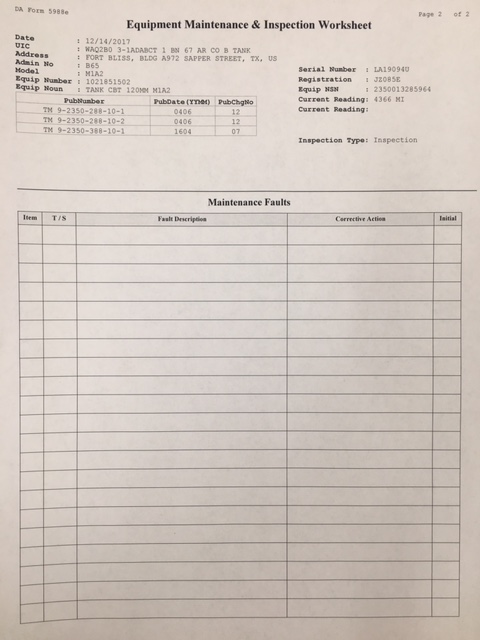 DA Form 5988e
Page 2 of 2
Equipment Maintenance & Inspection Worksheet
Date : 12/14/2017
UIC : WAQ2B0 3-1ADABCT 1 BN 67 AR CO B TANK
Address : FORT BLISS, BLDG A972 SAPPER STREET, TX, US
Admin No : B65
Model : M1A2
Equip Number : 1021851502
Equip Noun : TANK CBT 120MM M1A2
Serial Number : LA19094U
Registration : JZ085E
Equip NSN : 2350013285964
Current Reading: 4366 MI
Current Reading:
Inspection Type: Inspection
PubNumber PubDate(YYMM) PubChgNo
TM 9-2350-288-10-1 0406 12
TM 9-2350-288-10-2 0406 12
TM 9-2350-388-10-1 1604 07
Maintenance Faults
Item T / S Fault Description Corrective Action Initial